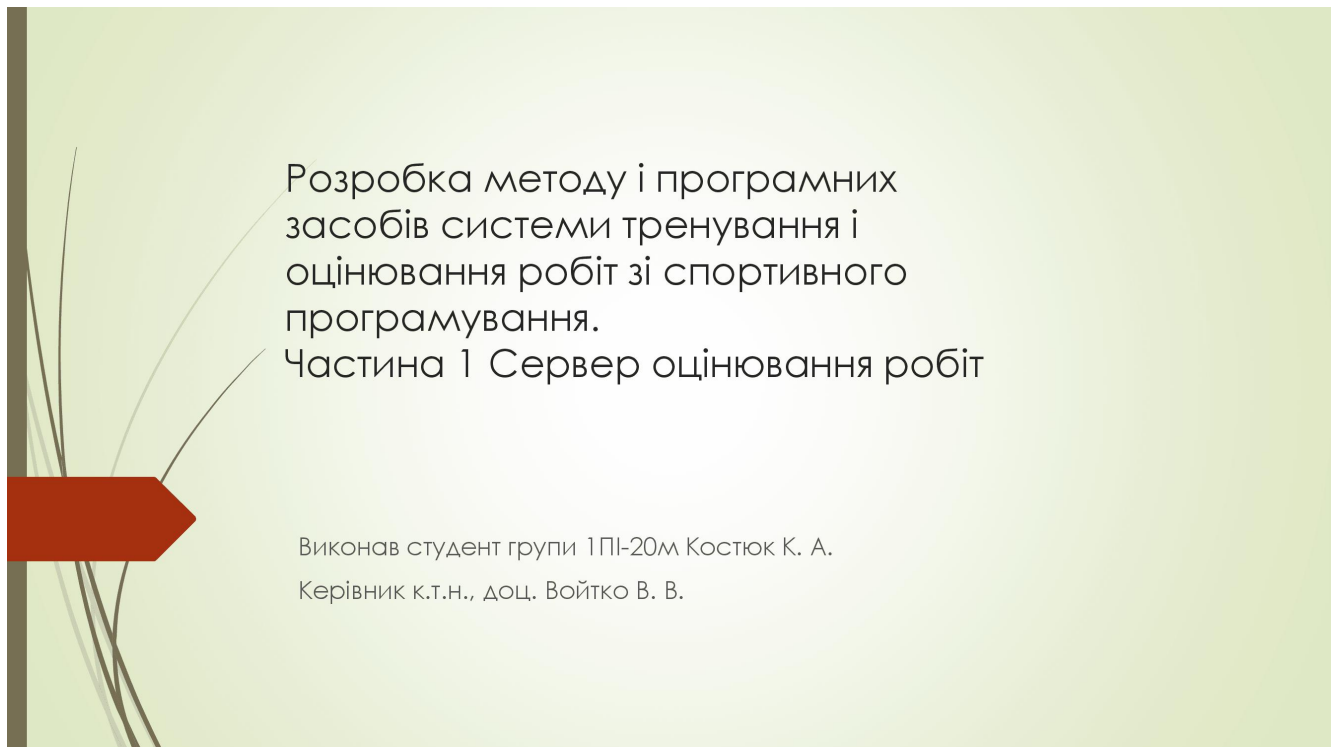 Розробка методу і програмних
засобів системи тренування і
оцінювання робіт зі спортивного
програмування.
Частина 1 Сервер оцінювання робіт
Виконав студент групи 1ПІ-20м Костюк К. А.
Керівник к.т.н., доц. Войтко В. В.